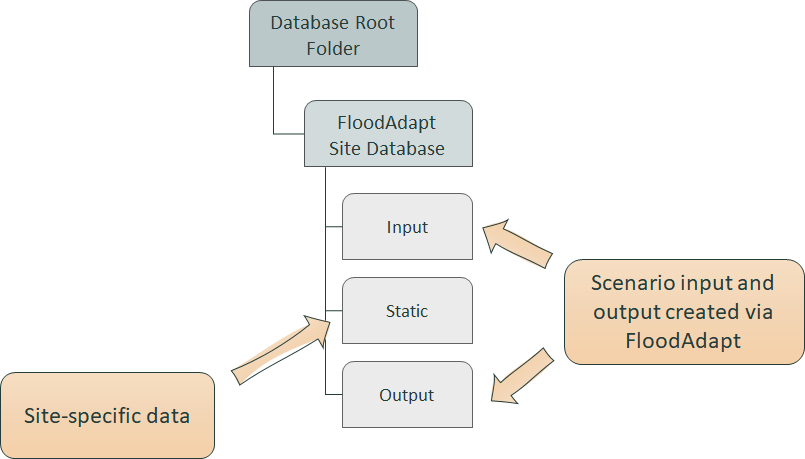 Database Root
Folder
FloodAdapt
Site Database
Input
Scenario input and
output created via
FloodAdapt
Static
Output
Site-specific data